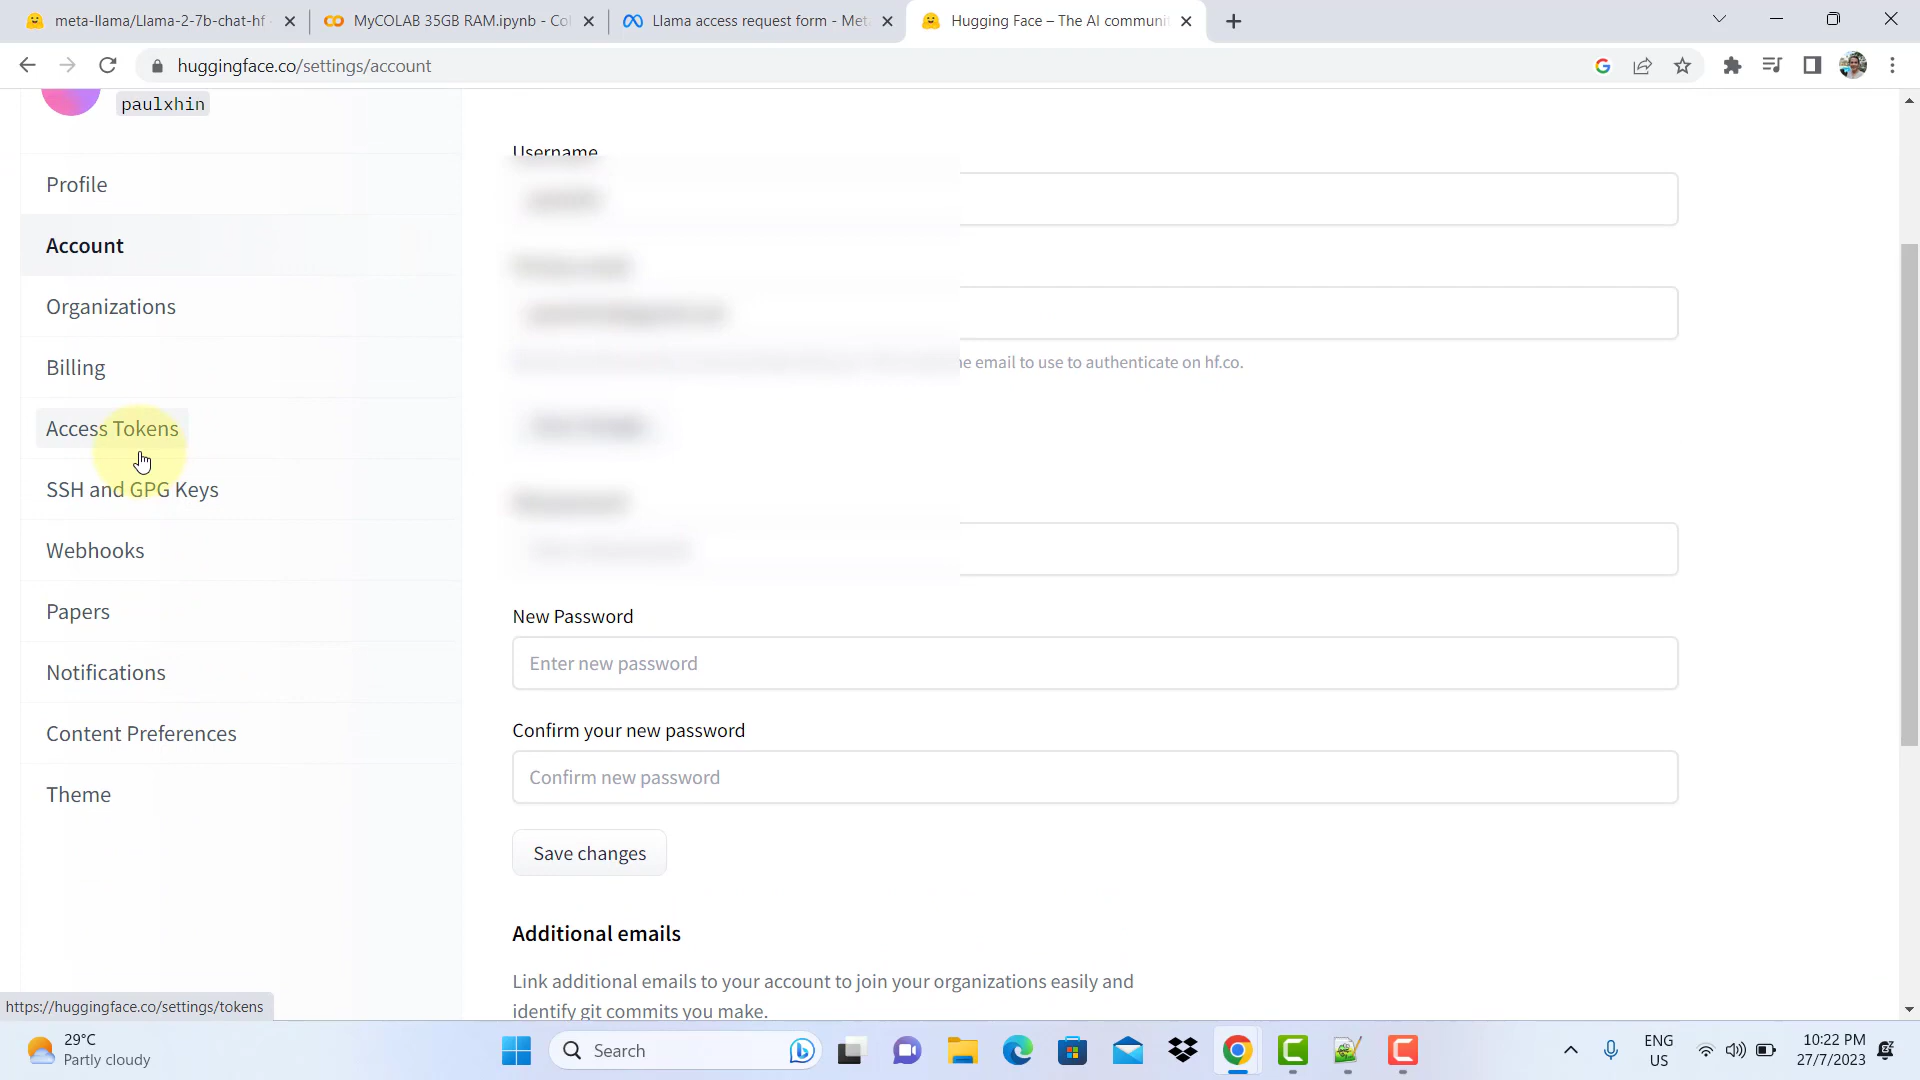 meta-llama/Llama-2-7b-chat-hf
MyCOLAB 35GB RAM.ipynb - Co
Llama access request form - Met
Hugging Face – The AI communi
huggingface.co/settings/account
paulxhin
Profile
Account
Organizations
Billing
Access Tokens
SSH and GPG Keys
Webhooks
Papers
Notifications
Content Preferences
Theme
Username
email to use to authenticate on hf.co.
New Password
Enter new password
Confirm your new password
Confirm new password
Save changes
Additional emails
Link additional emails to your account to join your organizations easily and
identify git commits you make.
https://huggingface.co/settings/tokens
29°C
Partly cloudy
Search
ENG
US
10:22 PM
27/7/2023